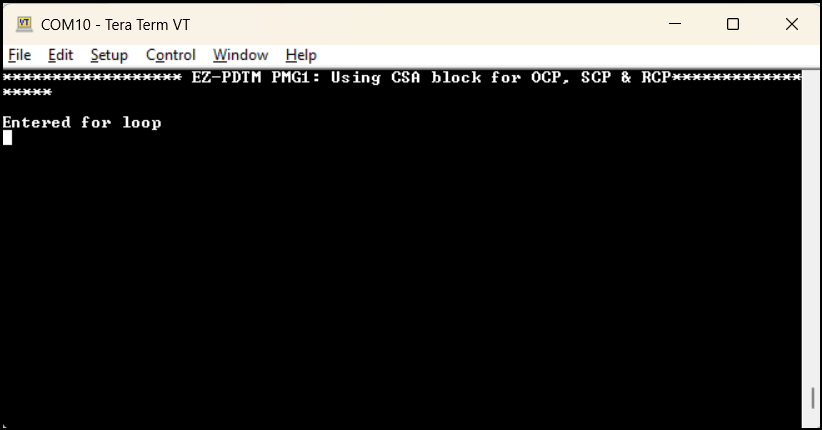 VT COM10 - Tera Term VT
File Edit Setup Control Window Help
****************** EZ-PDTM PMG1: Using CSA block for OCP, SCP & RCP*************
*****
Entered for loop